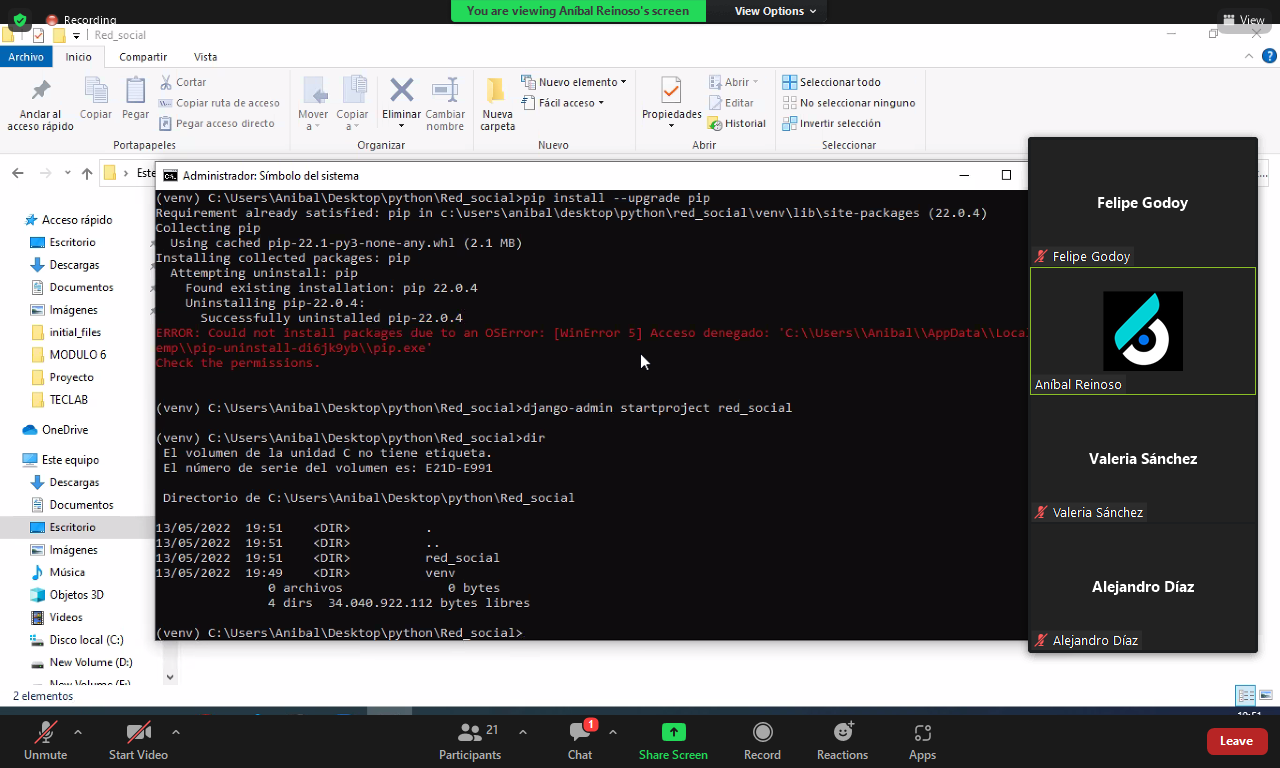 Recording
You are viewing Aníbal Reinoso's screen
View Options
View
Red_social
Archivo
Inicio
Compartir
Vista
Anclar al
acceso rápido
Copiar
Pegar
Cortar
Copiar ruta de acceso
Pegar acceso directo
Portapapeles
Mover
a
Copiar
a
Eliminar
Cambiar
nombre
Organizar
Nueva
carpeta
Nuevo elemento
Fácil acceso
Nuevo
Propiedades
Abrir
Editar
Historial
Abrir
Seleccionar todo
No seleccionar ninguno
Invertir selección
Seleccionar
Este
Acceso rápido
Escritorio
Descargas
Documentos
Imágenes
initial_files
MODULO 6
Proyecto
TECLAB
OneDrive
Este equipo
Descargas
Documentos
Escritorio
Imágenes
Música
Objetos 3D
Videos
Disco local (C:)
New Volume (D:)
New Volume (E:)
2 elementos
Administrador: Símbolo del sistema
(venv) C:\Users\Anibal\Desktop\python\Red_social>pip install --upgrade pip
Requirement already satisfied: pip in c:\users\anibal\desktop\python\red_social\venv\lib\site-packages (22.0.4)
Collecting pip
Using cached pip-22.1-py3-none-any.whl (2.1 MB)
Installing collected packages: pip
Attempting uninstall: pip
Found existing installation: pip 22.0.4
Uninstalling pip-22.0.4:
Successfully uninstalled pip-22.0.4
ERROR: Could not install packages due to an OSError: [WinError 5] Acceso denegado: 'C:\\Users\\Anibal\\AppData\\Loca
emp\\pip-uninstall-di6jk9yb\\pip.exe'
Check the permissions.
(venv) C:\Users\Anibal\Desktop\python\Red_social>django-admin startproject red_social
(venv) C:\Users\Anibal\Desktop\python\Red_social>dir
El volumen de la unidad C no tiene etiqueta.
El número de serie del volumen es: E21D-E991
Directorio de C:\Users\Anibal\Desktop\python\Red_social
13/05/2022 19:51 <DIR> .
13/05/2022 19:51 <DIR> ..
13/05/2022 19:51 <DIR> red_social
13/05/2022 19:49 <DIR> venv
0 archivos 0 bytes
4 dirs 34.040.922.112 bytes libres
(venv) C:\Users\Anibal\Desktop\python\Red_social>
Felipe Godoy
Felipe Godoy
Aníbal Reinoso
Valeria Sánchez
Valeria Sánchez
Alejandro Díaz
Alejandro Díaz
Unmute
Start Video
21
Participants
1
Chat
Share Screen
Record
Reactions
Apps
Leave